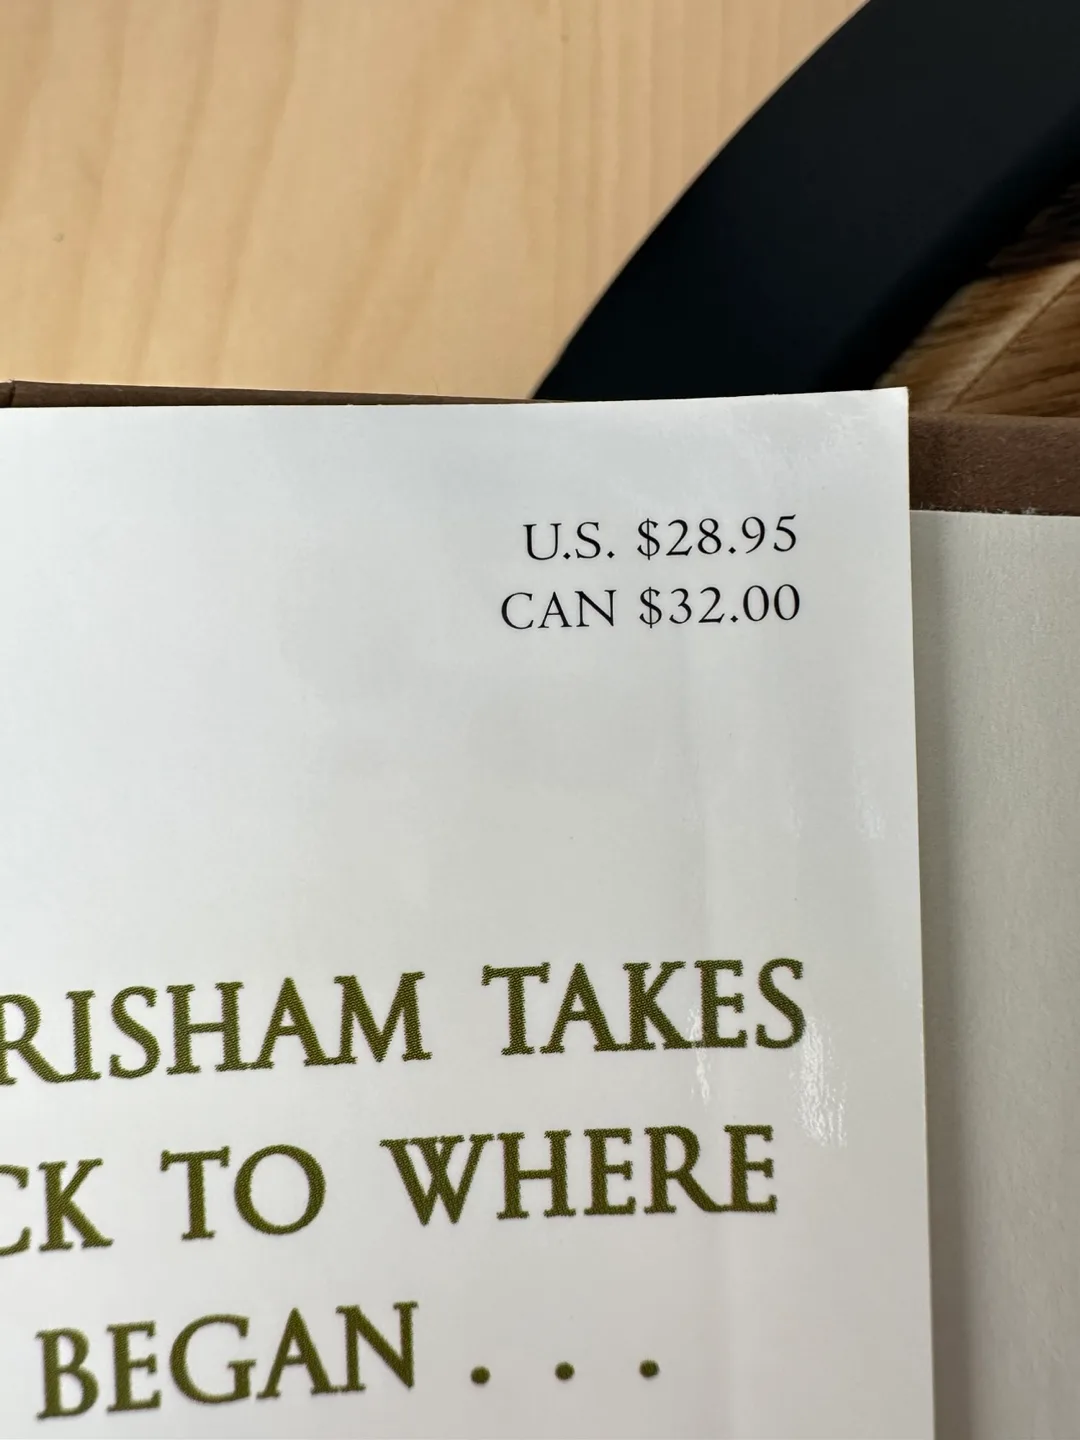 U.S. $28.95
CAN $32.00
RISHAM TAKES
CK TO WHERE
BEGAN . . .